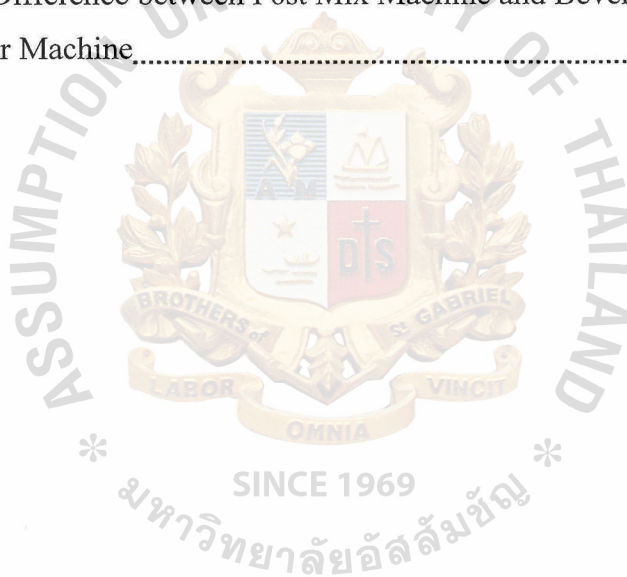 Difference between Post Mix Machine and Bever
r Machine
ASSUMPTION UNIVERSITY OF THAILAND
A M
D S
BROTHERS of St GABRIEL
LABOR
VINCIT
OMNIA
* *
SINCE 1969
มหาวิทยาลัยอัสสัมชัญ